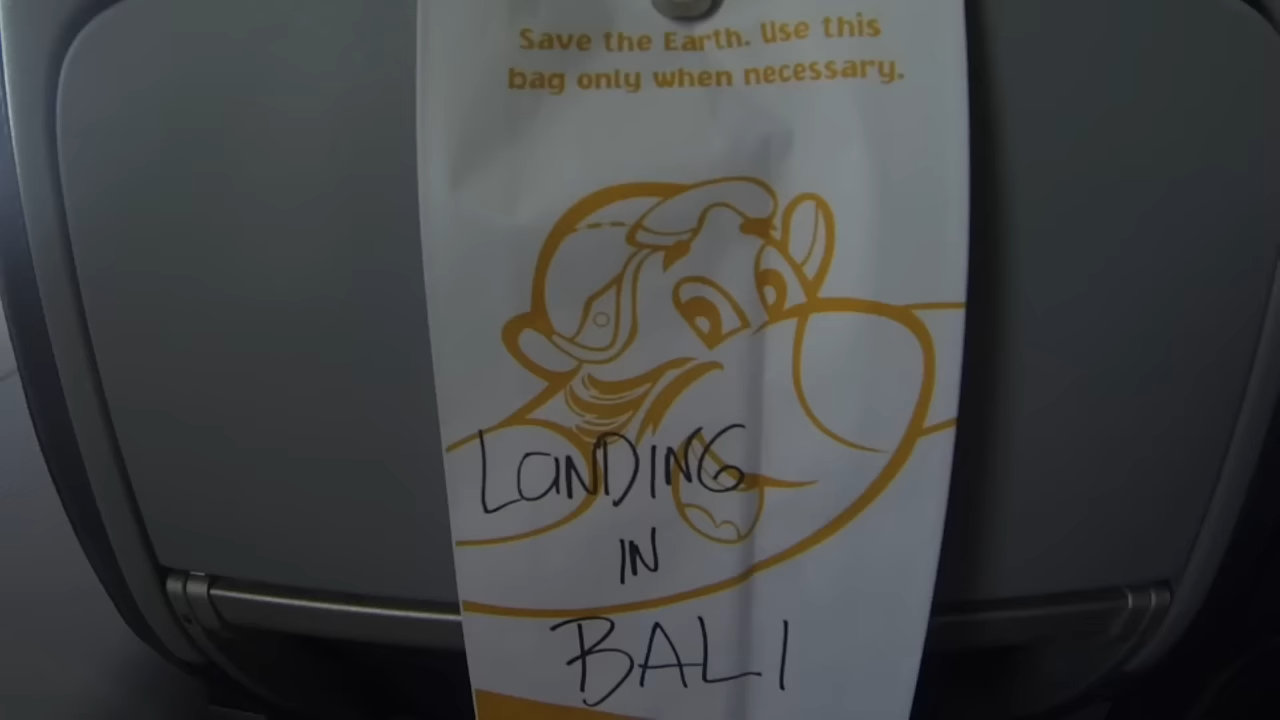 Save the Earth. Use this
bag only when necessary.
LaNDING
IN
BALI